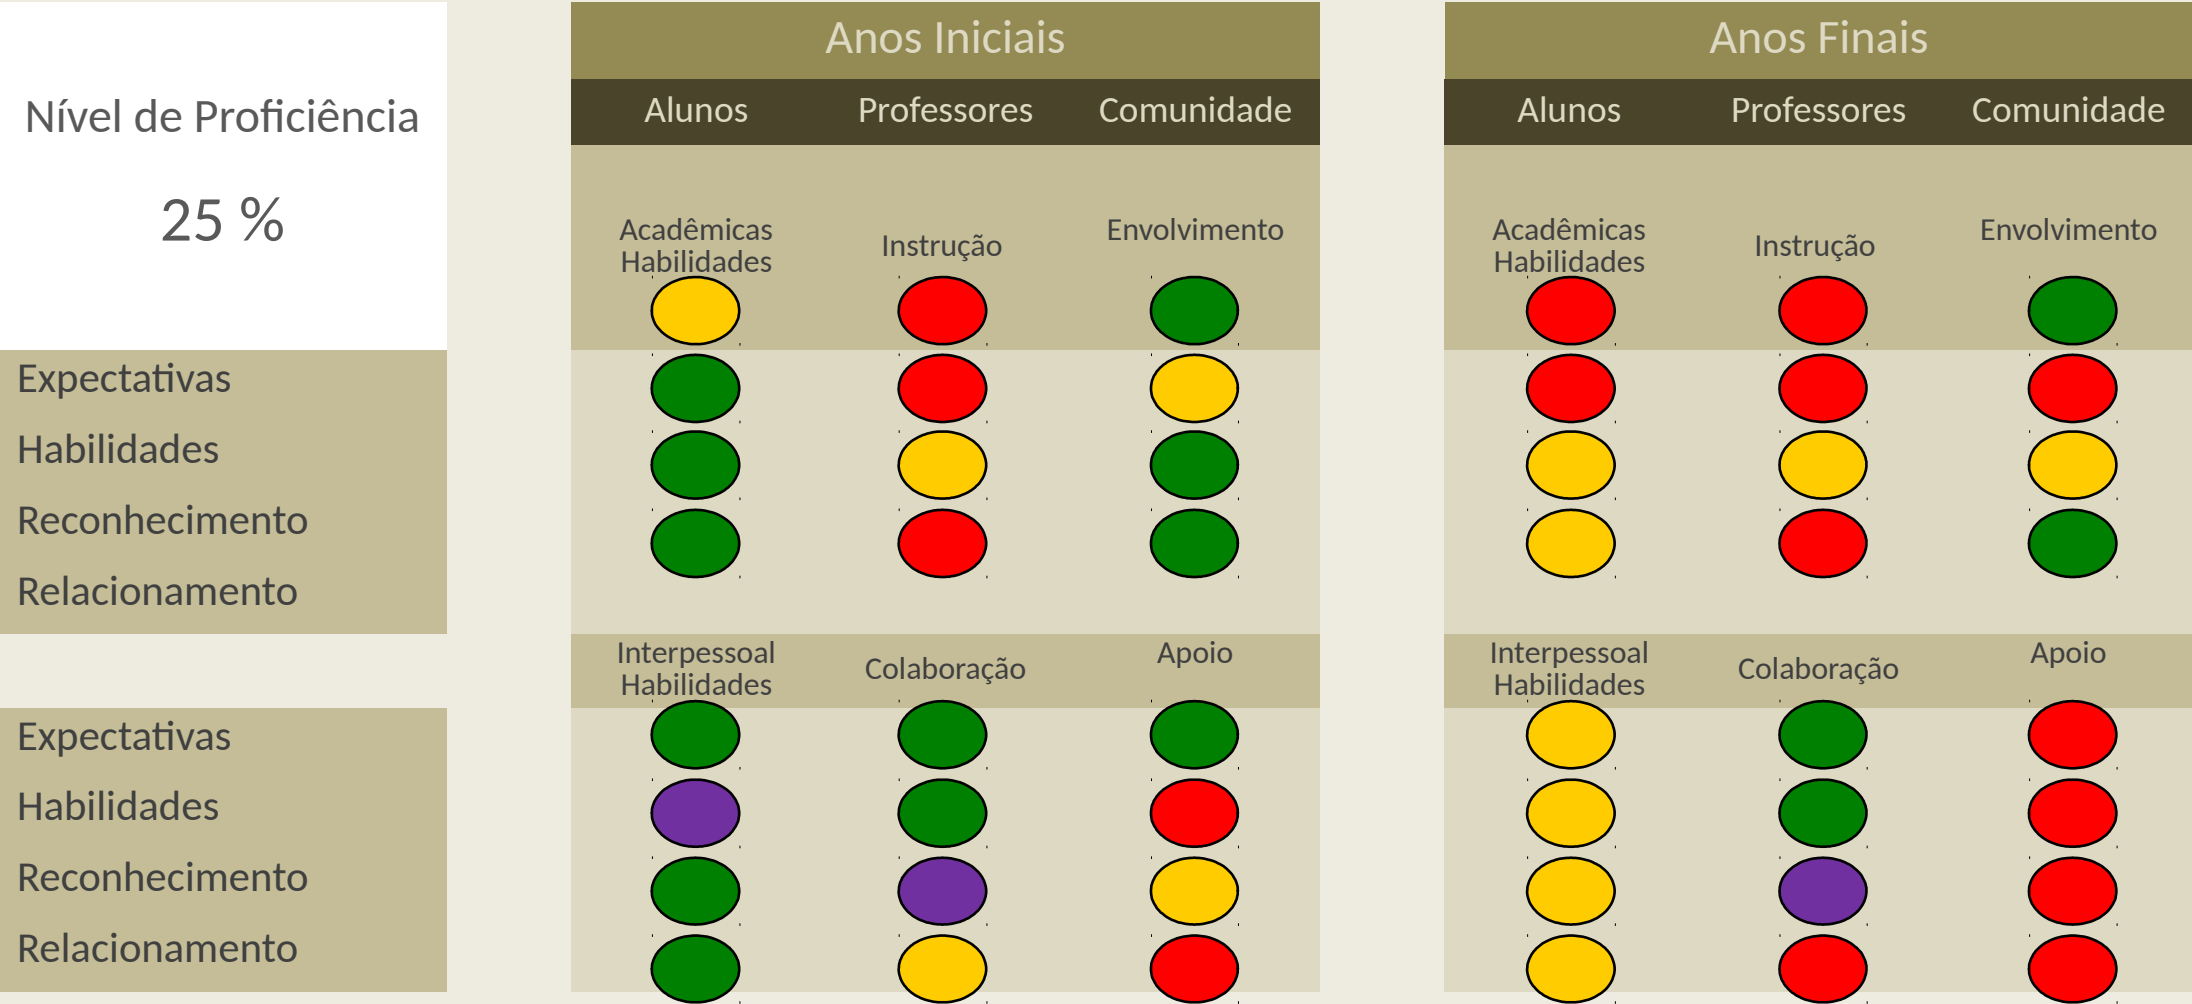 Nível de Proficiência
25 %
Anos Iniciais
Anos Finais
Alunos Professores Comunidade
Alunos Professores Comunidade
Acadêmicas
Habilidades
Instrução
Envolvimento
Acadêmicas
Habilidades
Instrução
Envolvimento
Expectativas
Habilidades
Reconhecimento
Relacionamento
Interpessoal
Habilidades
Colaboração
Apoio
Interpessoal
Habilidades
Colaboração
Apoio
Expectativas
Habilidades
Reconhecimento
Relacionamento